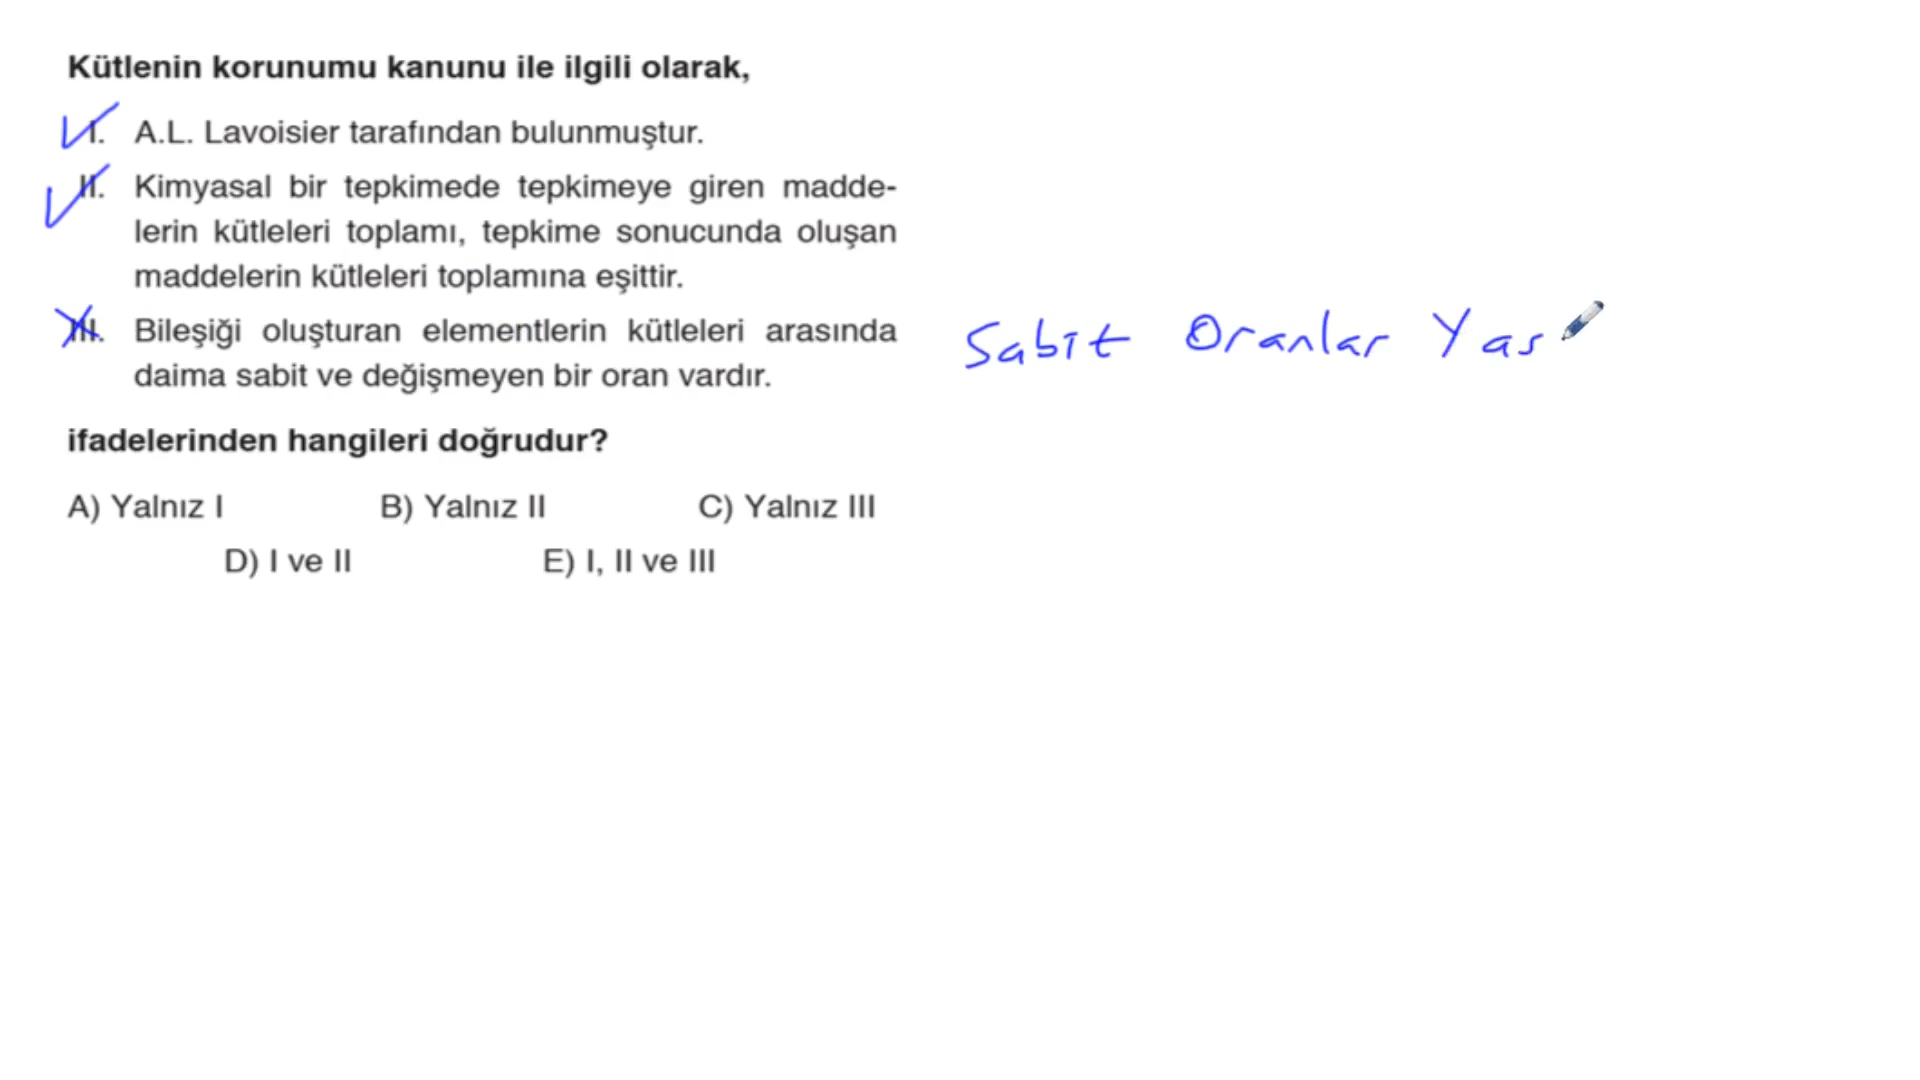 Kütlenin korunumu kanunu ile ilgili olarak,
I. A.L. Lavoisier tarafından bulunmuştur.
II. Kimyasal bir tepkimede tepkimeye giren madde-
lerin kütleleri toplamı, tepkime sonucunda oluşan
maddelerin kütleleri toplamına eşittir.
III. Bileşiği oluşturan elementlerin kütleleri arasında
daima sabit ve değişmeyen bir oran vardır.
Sabit Oranlar Yas
ifadelerinden hangileri doğrudur?
A) Yalnız I B) Yalnız II C) Yalnız III
D) I ve II E) I, II ve III